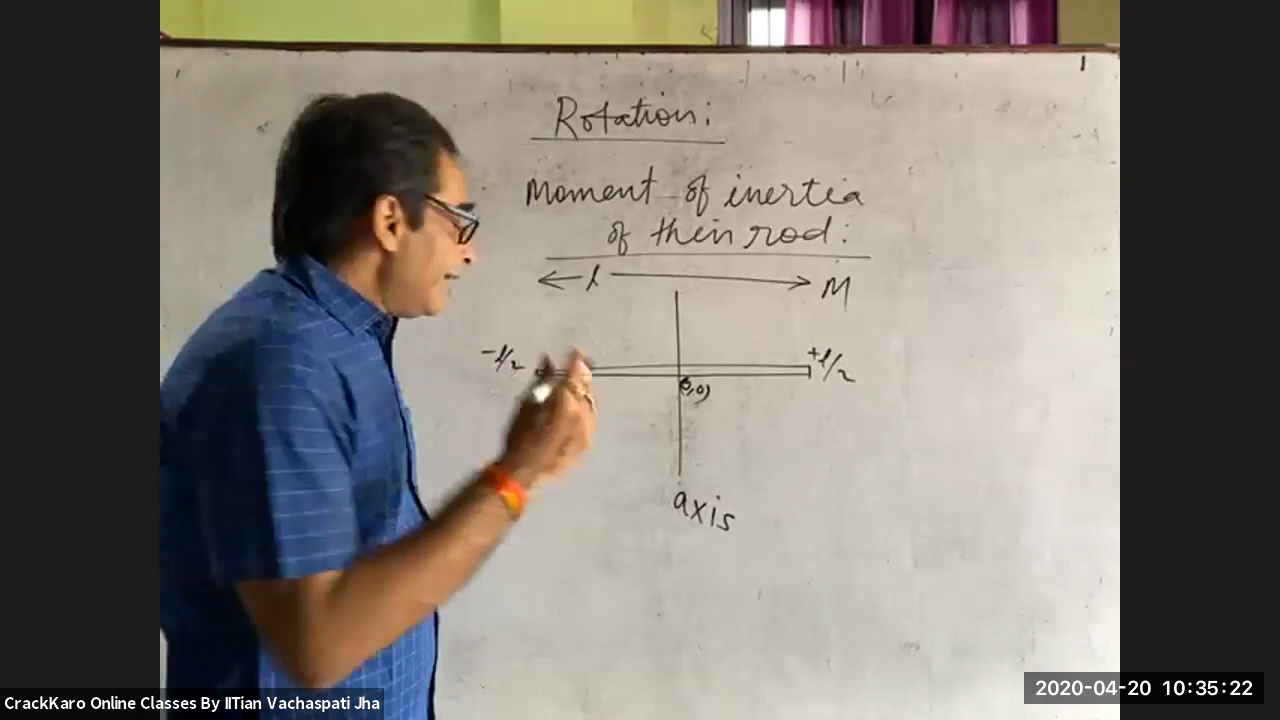 Rotation:
Moment of inertia
of thin rod:
l
M
-l/2
+l/2
(0,0)
axis
CrackKaro Online Classes By IITian Vachaspati Jha
2020-04-20 10:35:22